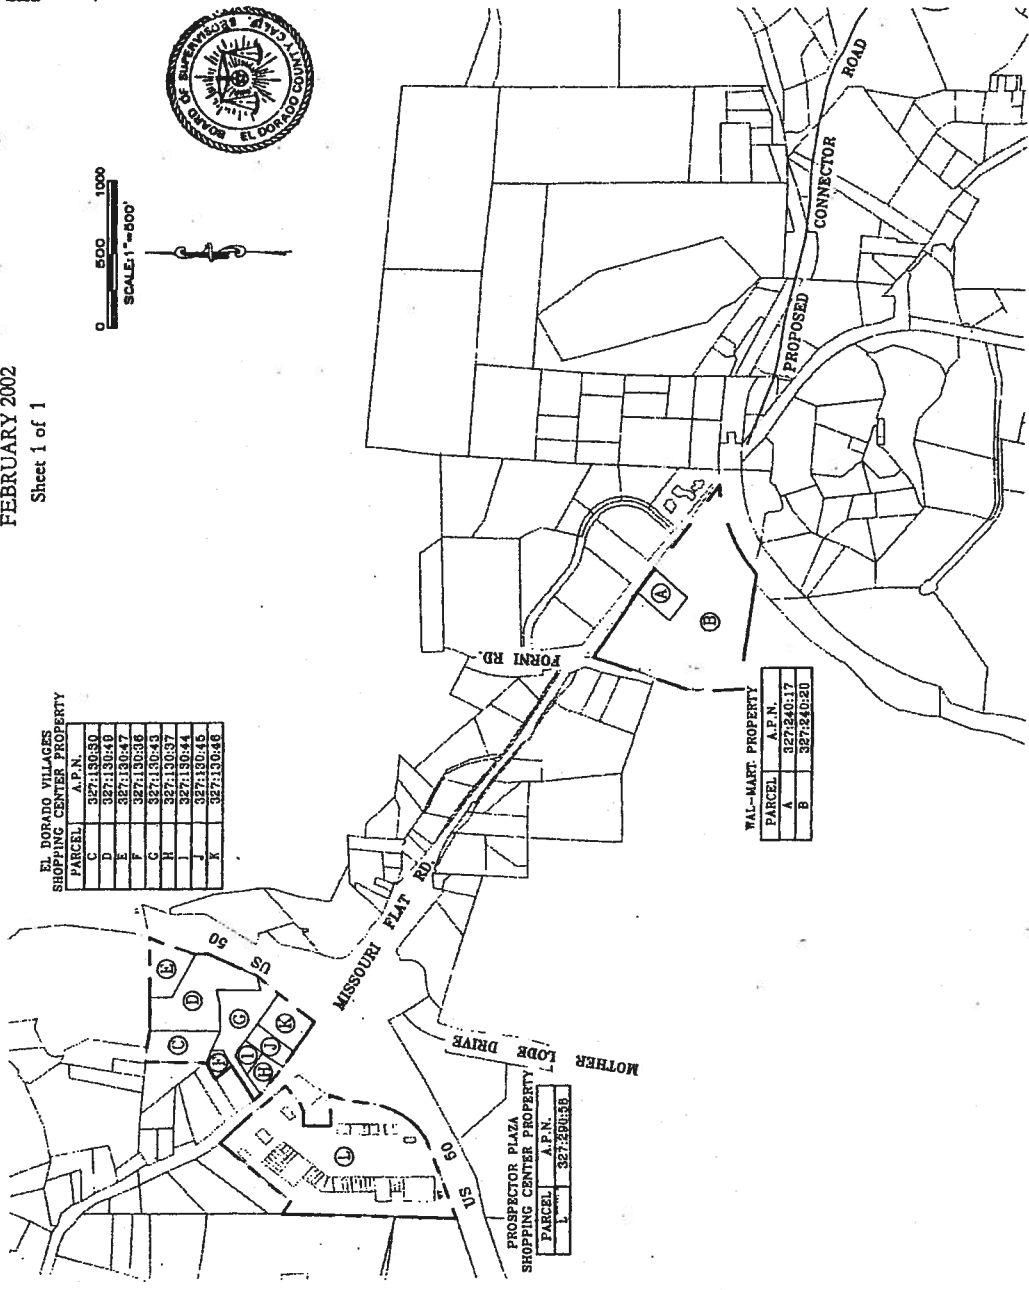 FEBRUARY 2002
Sheet 1 of 1
0 500 1000
SCALE:1"=800'
BOARD OF SUPERVISORS
EL DORADO COUNTY CALIF.
EL DORADO VILLAGES
SHOPPING CENTER PROPERTY
PARCEL A.P.N.
C 327:130:30
D 327:130:49
E 327:130:47
F 327:130:36
G 327:130:43
H 327:130:37
I 327:130:44
J 327:130:45
K 327:130:46
E
D
C
G
F
I
H
J
K
L
US 50
US 50
MISSOURI FLAT RD.
FORNI RD.
MOTHER LODE DRIVE
A
B
PROPOSED CONNECTOR ROAD
PROSPECTOR PLAZA
SHOPPING CENTER PROPERTY
PARCEL A.P.N.
L 327:290:58
WAL-MART PROPERTY
PARCEL A.P.N.
A 327:240:17
B 327:240:20